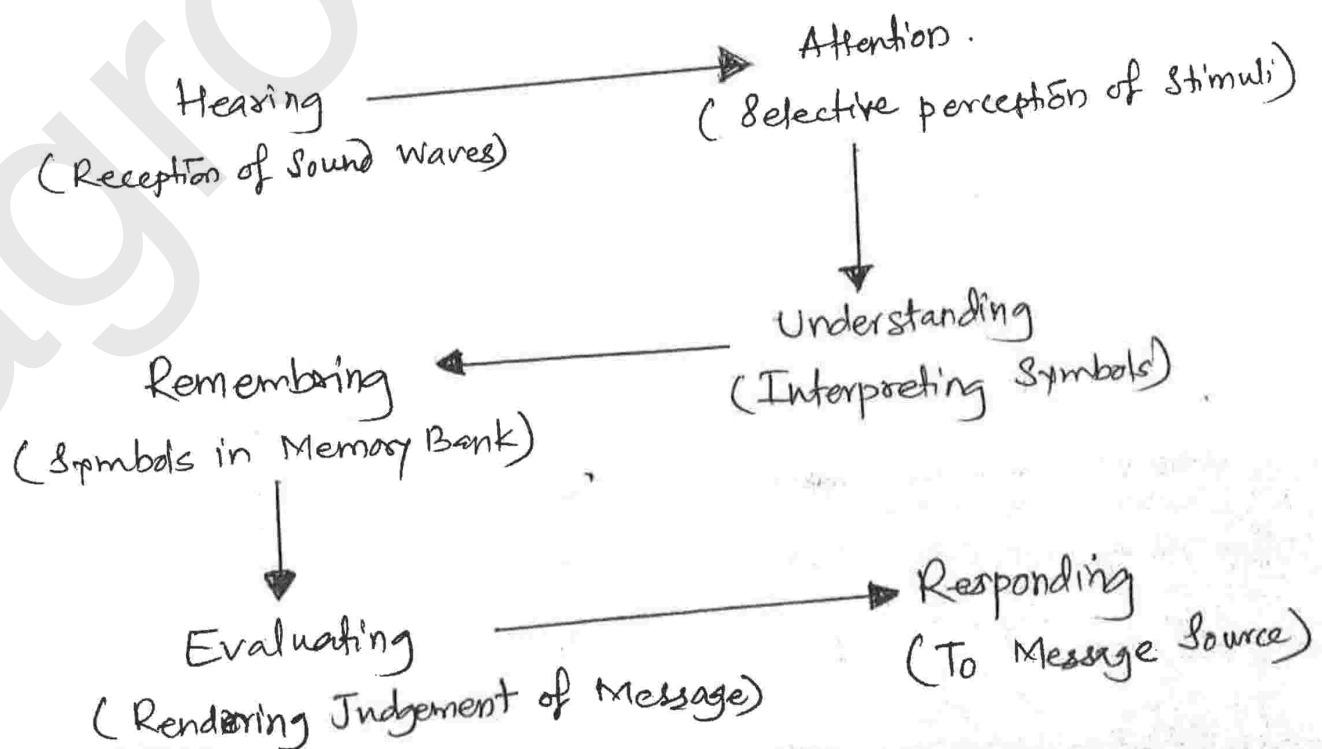 Hearing
(Reception of Sound Waves)
Attention.
(Selective perception of Stimuli)
Understanding
(Interpreting Symbols)
Remembring
(Symbols in Memory Bank)
Evaluating
(Rendering Judgement of Message)
Responding
(To Message Source)